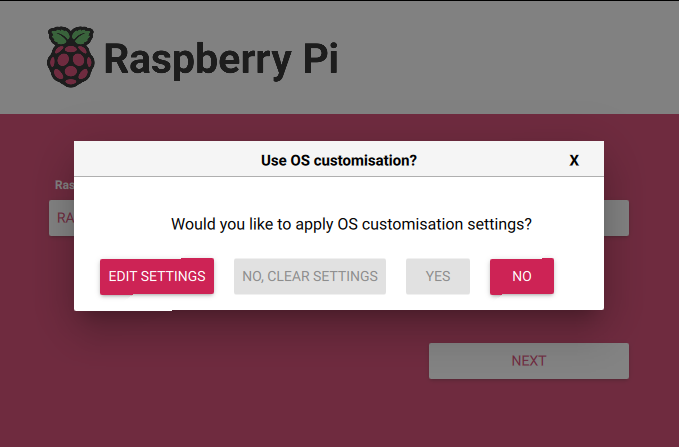 Raspberry Pi
Use OS customisation?
X
Ras
RA
Would you like to apply OS customisation settings?
EDIT SETTINGS
NO, CLEAR SETTINGS
YES
NO
NEXT